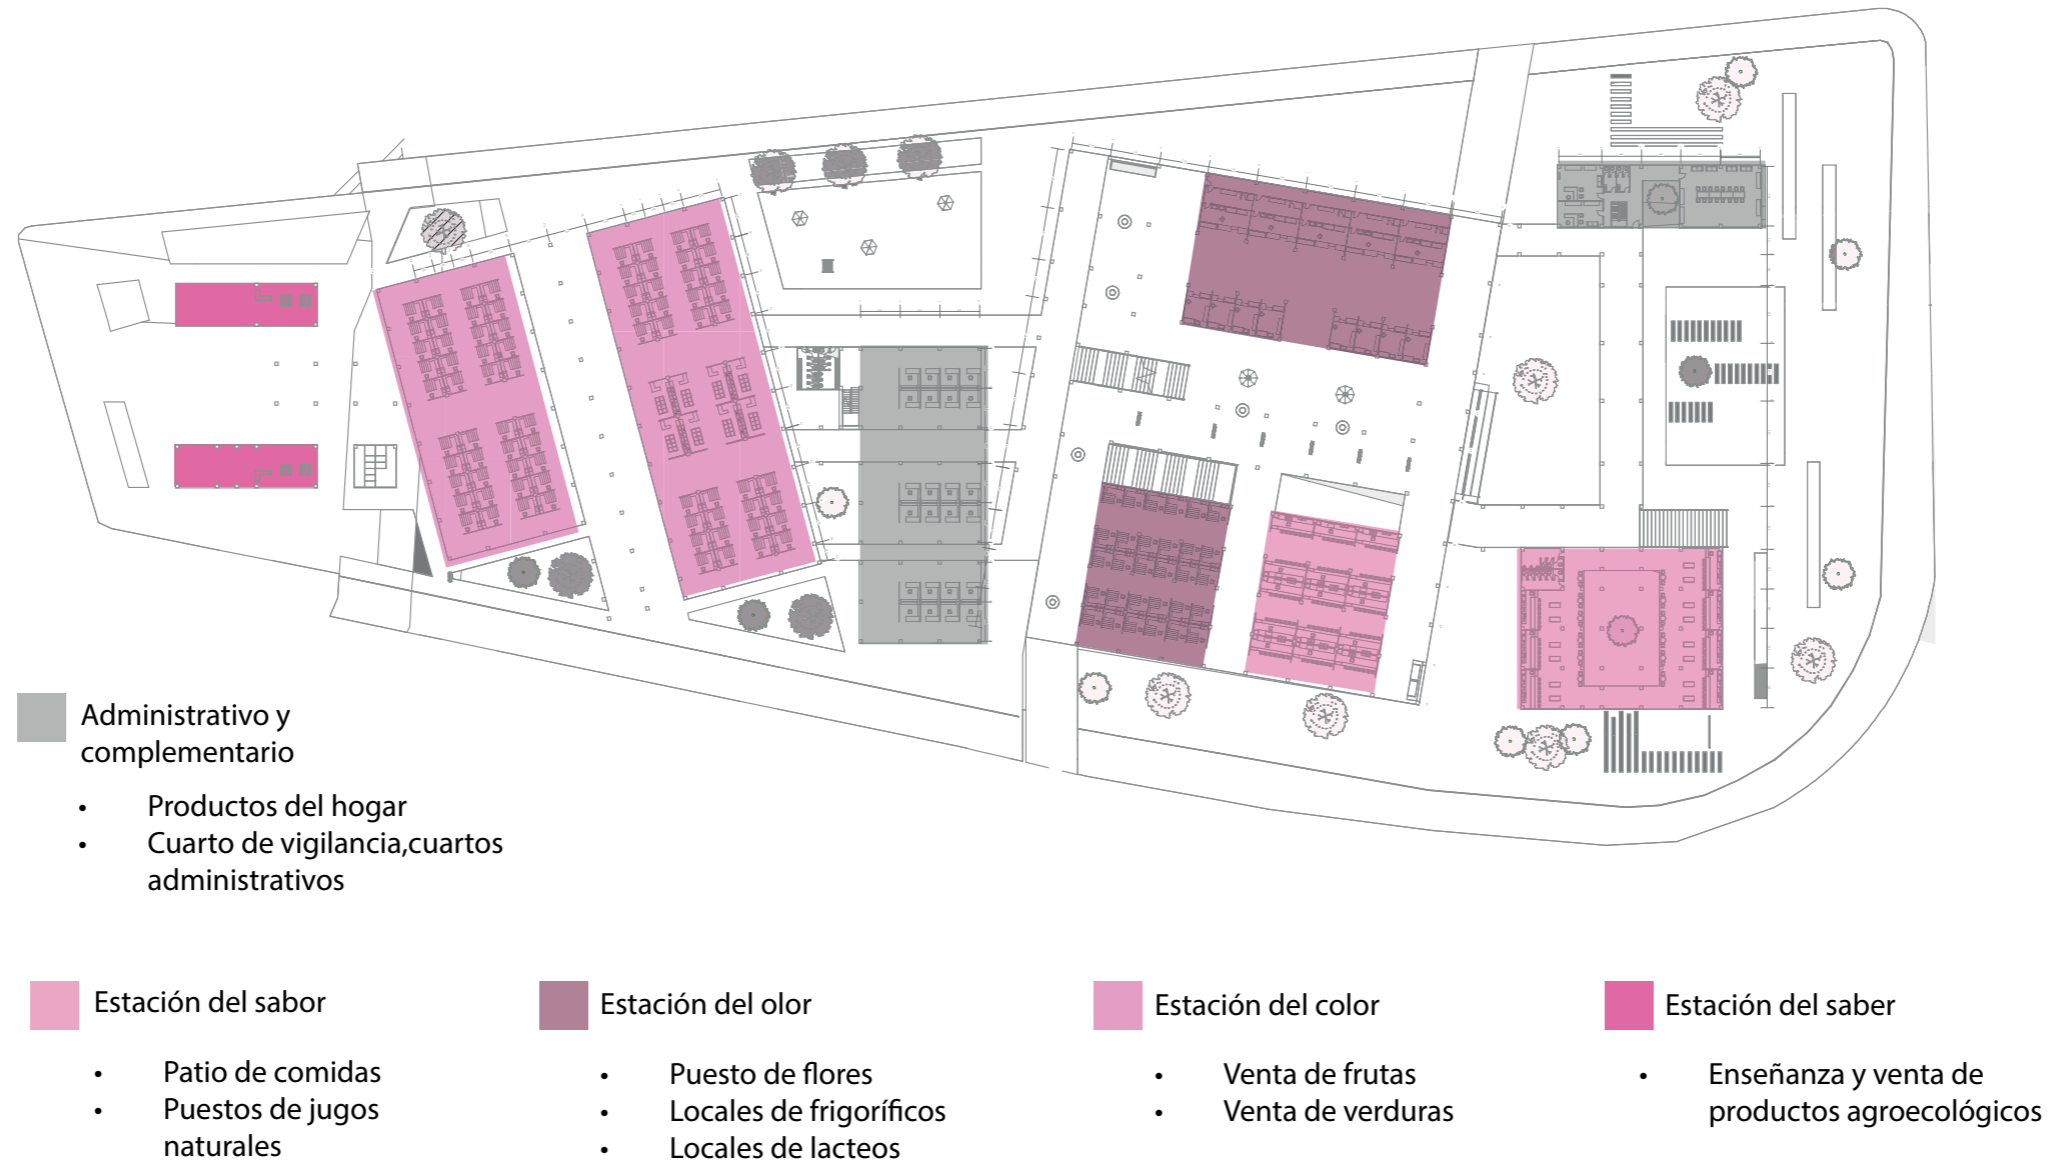 Administrativo y
complementario
• Productos del hogar
• Cuarto de vigilancia,cuartos
administrativos
Estación del sabor
• Patio de comidas
• Puestos de jugos
naturales
Estación del olor
• Puesto de flores
• Locales de frigoríficos
• Locales de lacteos
Estación del color
• Venta de frutas
• Venta de verduras
Estación del saber
• Enseñanza y venta de
productos agroecológicos